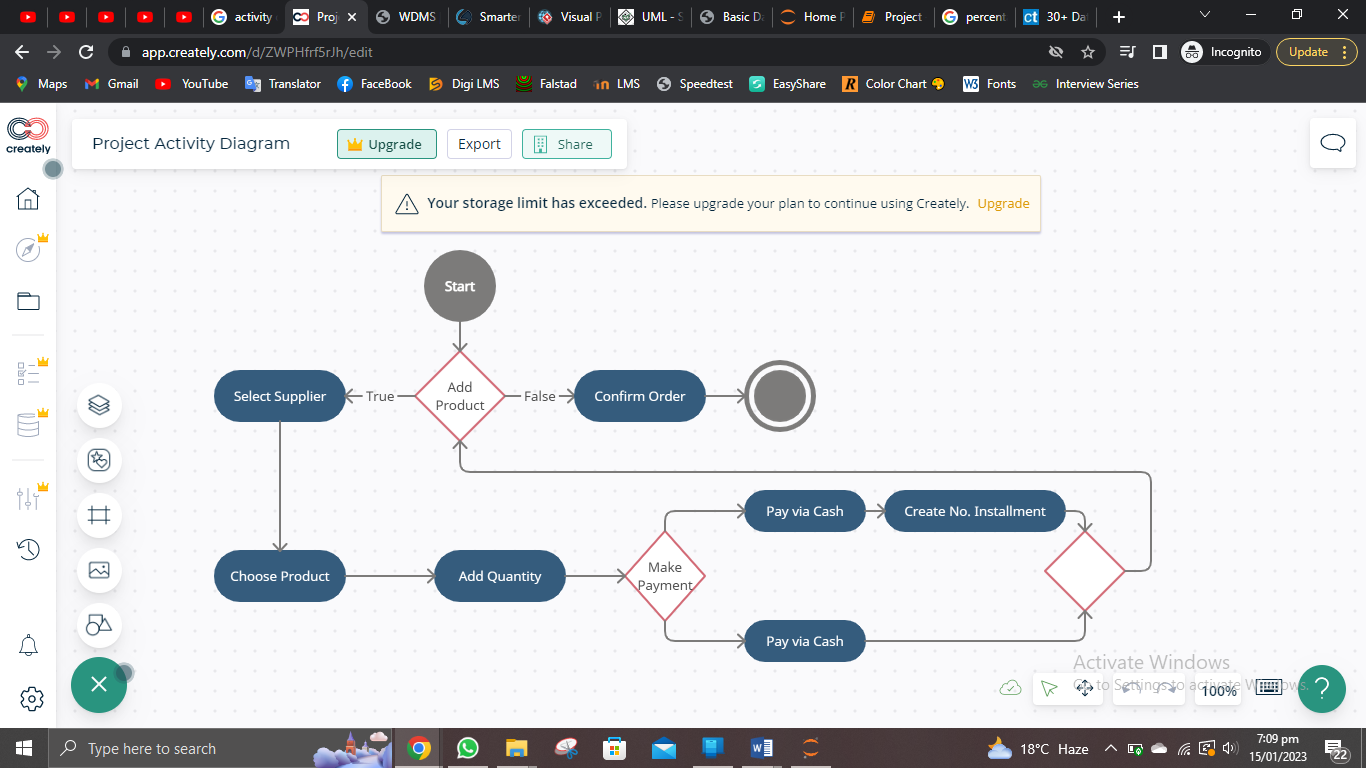 activity
Proj
WDMS
Smarter
Visual P
UML - S
Basic Di
Home P
Project
percent
30+ Da
app.creately.com/d/ZWPHfrf5rJh/edit
Incognito
Update
Maps
Gmail
YouTube
Translator
FaceBook
Digi LMS
Falstad
LMS
Speedtest
EasyShare
Color Chart
Fonts
Interview Series
creately
Project Activity Diagram
Upgrade
Export
Share
Your storage limit has exceeded. Please upgrade your plan to continue using Creately. Upgrade
Start
Select Supplier
True
Add
Product
False
Confirm Order
Pay via Cash
Create No. Installment
Choose Product
Add Quantity
Make
Payment
Pay via Cash
Activate Windows
Go to Settings to activate Windows.
100%
?
Type here to search
18°C Haze
7:09 pm
15/01/2023
22